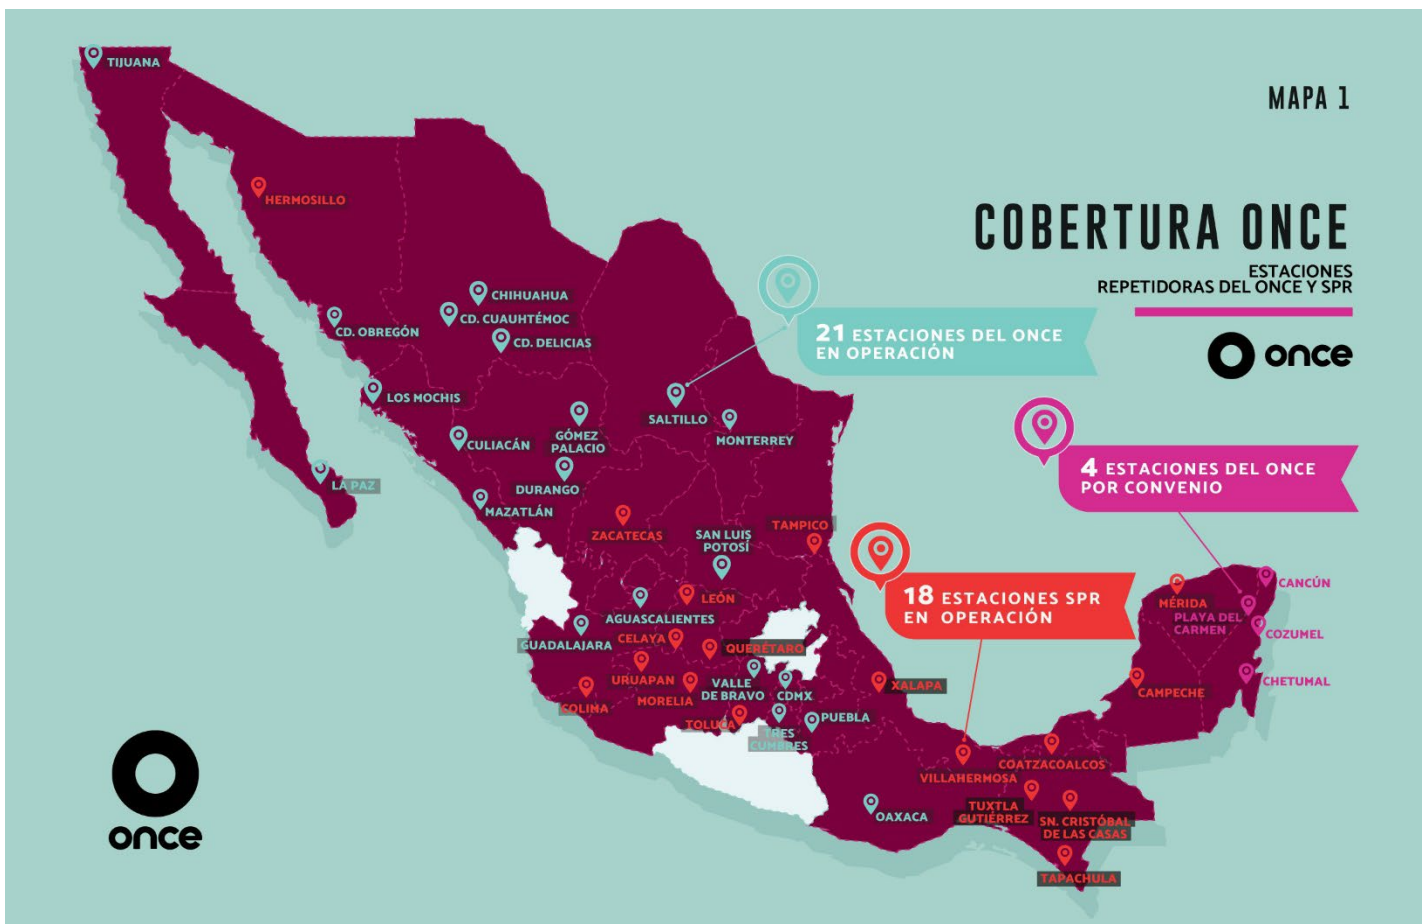 TIJUANA
MAPA 1
HERMOSILLO
COBERTURA ONCE
ESTACIONES
REPETIDORAS DEL ONCE Y SPR
once
CHIHUAHUA
CD. CUAUHTÉMOC
CD. OBREGÓN
CD. DELICIAS
21 ESTACIONES DEL ONCE
EN OPERACIÓN
LOS MOCHIS
SALTILLO
MONTERREY
GÓMEZ
PALACIO
CULIACÁN
4 ESTACIONES DEL ONCE
POR CONVENIO
LA PAZ
DURANGO
MAZATLÁN
ZACATECAS
TAMPICO
SAN LUIS
POTOSÍ
18 ESTACIONES SPR
EN OPERACIÓN
CANCÚN
MÉRIDA
PLAYA DEL
CARMEN
COZUMEL
LEÓN
AGUASCALIENTES
GUADALAJARA
CELAYA
QUERÉTARO
URUAPAN
VALLE
DE BRAVO
CDMX
XALAPA
CAMPECHE
CHETUMAL
COLIMA
MORELIA
TOLUCA
TRES
CUMBRES
PUEBLA
VILLAHERMOSA
COATZACOALCOS
OAXACA
TUXTLA
GUTIÉRREZ
SN. CRISTÓBAL
DE LAS CASAS
TAPACHULA
once